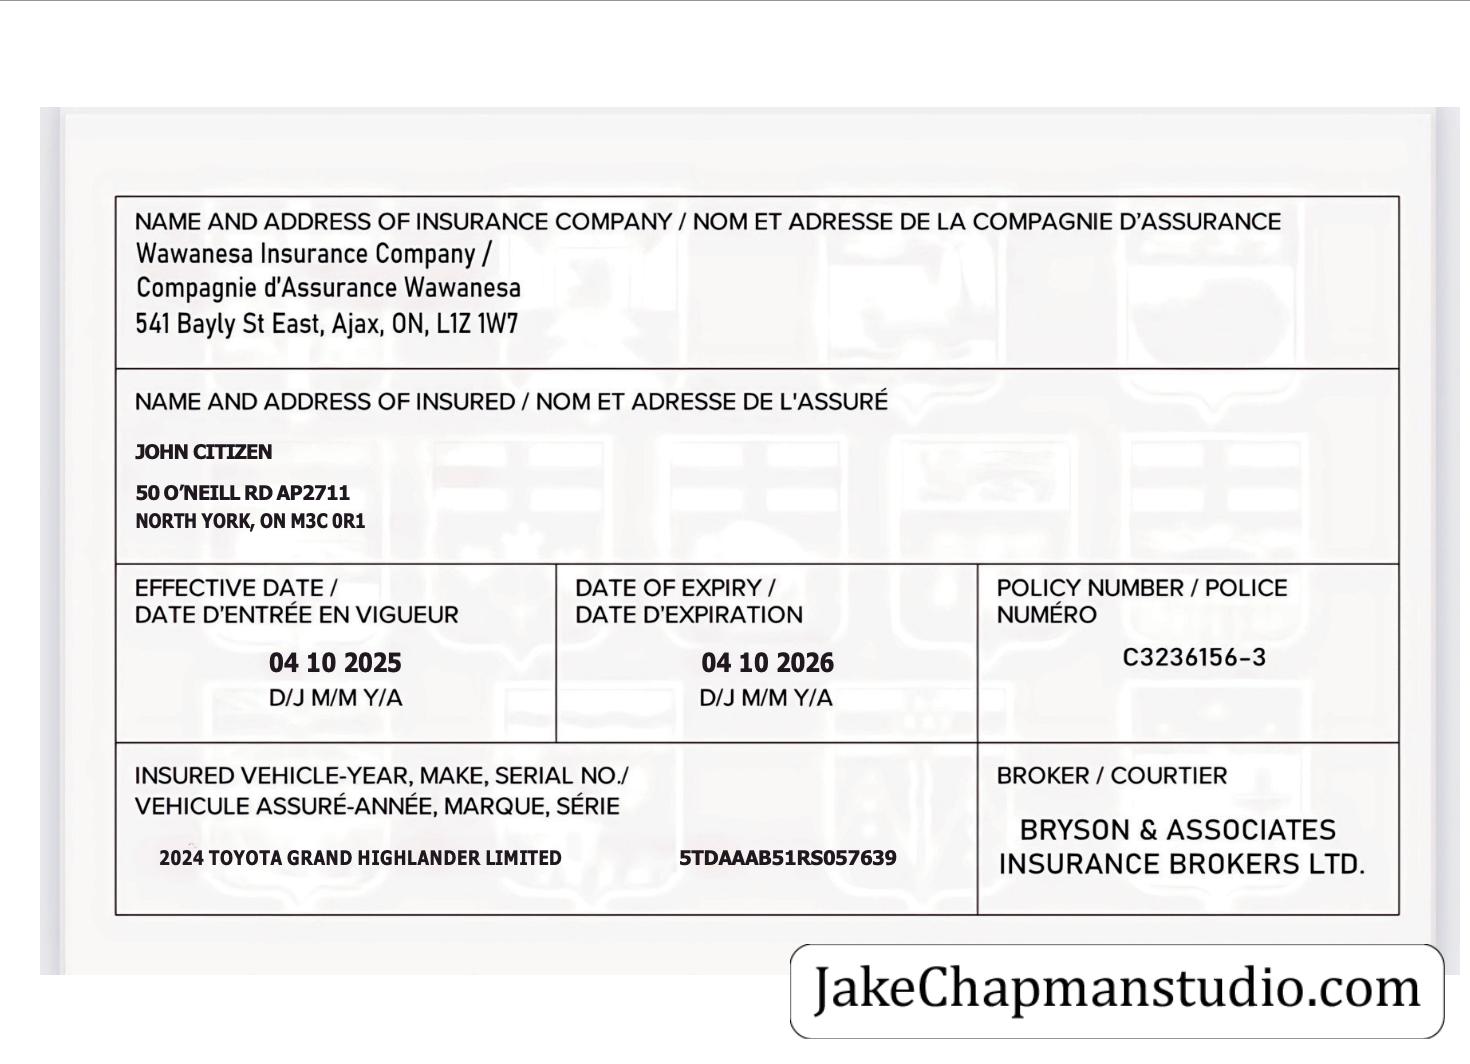 NAME AND ADDRESS OF INSURANCE COMPANY / NOM ET ADRESSE DE LA COMPAGNIE D'ASSURANCE
Wawanesa Insurance Company /
Compagnie d'Assurance Wawanesa
541 Bayly St East, Ajax, ON, L1Z 1W7
NAME AND ADDRESS OF INSURED / NOM ET ADRESSE DE L'ASSURÉ
JOHN CITIZEN
50 O'NEILL RD AP2711
NORTH YORK, ON M3C 0R1
EFFECTIVE DATE /
DATE D'ENTRÉE EN VIGUEUR
04 10 2025
D/J M/M Y/A
DATE OF EXPIRY /
DATE D'EXPIRATION
04 10 2026
D/J M/M Y/A
POLICY NUMBER / POLICE
NUMÉRO
C3236156-3
INSURED VEHICLE-YEAR, MAKE, SERIAL NO./
VEHICULE ASSURÉ-ANNÉE, MARQUE, SÉRIE
2024 TOYOTA GRAND HIGHLANDER LIMITED 5TDAAAB51RS057639
BROKER / COURTIER
BRYSON & ASSOCIATES
INSURANCE BROKERS LTD.
JakeChapmanstudio.com